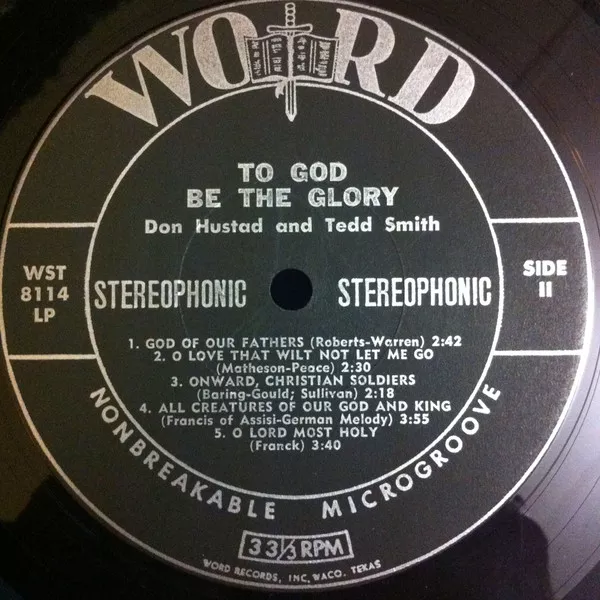 WORD
TO GOD
BE THE GLORY
Don Hustad and Tedd Smith
WST
8114
LP
STEREOPHONIC
STEREOPHONIC
SIDE
II
1. GOD OF OUR FATHERS (Roberts-Warren) 2:42
2. O LOVE THAT WILT NOT LET ME GO
(Matheson-Peace) 2:30
3. ONWARD, CHRISTIAN SOLDIERS
(Baring-Gould; Sullivan) 2:18
4. ALL CREATURES OF OUR GOD AND KING
(Francis of Assisi-German Melody) 3:55
5. O LORD MOST HOLY
(Franck) 3:40
NONBREAKABLE MICROGROOVE
33⅓ RPM
WORD RECORDS, INC. WACO, TEXAS